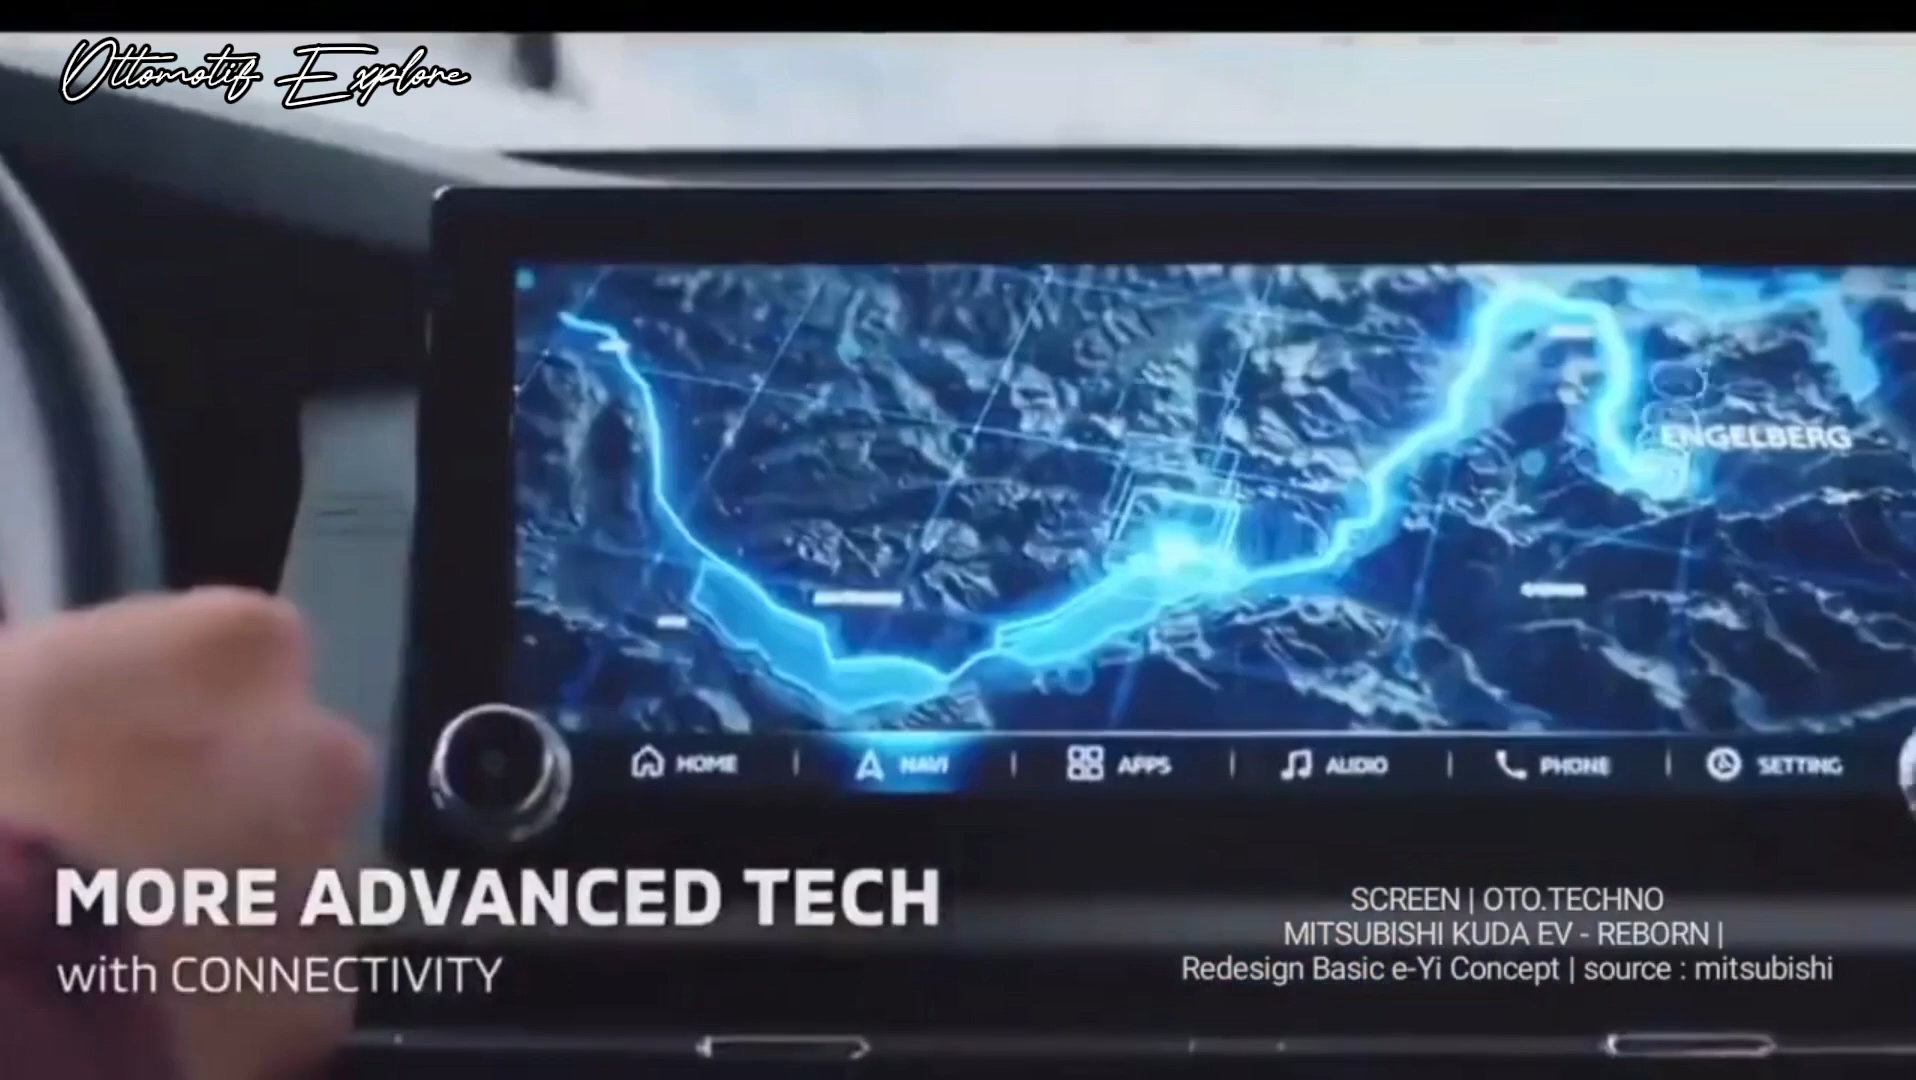 Ottomotif Explore
ENGELBERG
HOME | NAVI | APPS | AUDIO | PHONE | SETTING
MORE ADVANCED TECH
with CONNECTIVITY
SCREEN | OTO.TECHNO
MITSUBISHI KUDA EV - REBORN |
Redesign Basic e-Yi Concept | source : mitsubishi